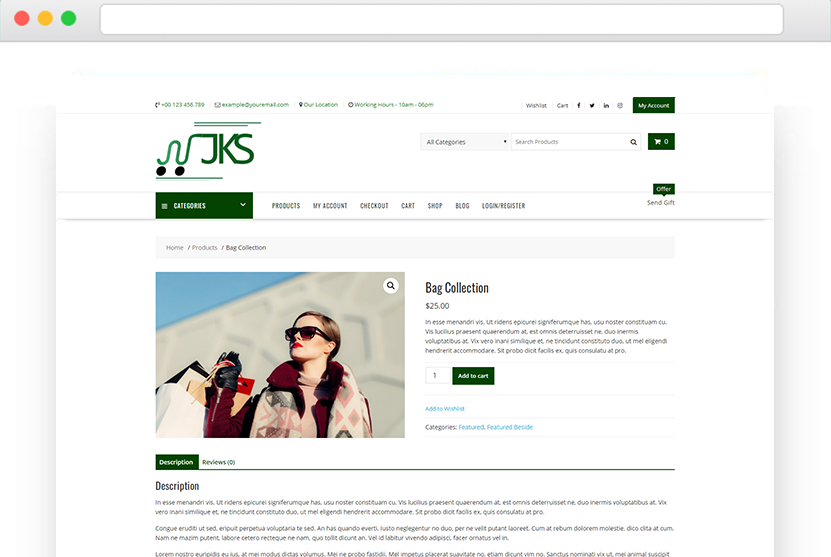 +00 123 456 789 example@youremail.com Our Location Working Hours - 10am - 06pm Wishlist Cart My Account
JKS
All Categories Search Products 0
CATEGORIES PRODUCTS MY ACCOUNT CHECKOUT CART SHOP BLOG LOGIN/REGISTER
Offer
Send Gift
Home / Products / Bag Collection
Bag Collection
$25.00
In esse menandri vis. Ut ridens epicurei signiferumque has, usu noster constituam cu.
Vis lucilius praesent quaerendum at, est omnis deterruisset ne, duo inermis
voluptatibus at. Vix vero inani similique et, ne tincidunt constituto duo, ut mel eligendi
hendrerit accommodare. Sit probo dicit facilis ex, quis consulatu at pro.
1 Add to cart
Add to Wishlist
Categories: Featured, Featured Beside
Description Reviews (0)
Description
In esse menandri vis. Ut ridens epicurei signiferumque has, usu noster constituam cu. Vis lucilius praesent quaerendum at, est omnis deterruisset ne, duo inermis voluptatibus at. Vix
vero inani similique et, ne tincidunt constituto duo, ut mel eligendi hendrerit accommodare. Sit probo dicit facilis ex, quis consulatu at pro.
Congue eruditi ut sed, eripuit perpetua voluptaria te sed. An has quando everti. Iusto neglegentur no duo, per ne velit putant laoreet. Cum at rebum dolorem molestie, dico clita at cum.
Nam ne mazim putent, labore cetero recteque ne nam, quo tollit dicunt an. Vel id labitur vivendo adipisci, facer ornatus vel in.
Lorem nostro euripidis eu ius, at mei modus dictas volumus. Mei ne probo fastidii. Mel impetus placerat suavitate no, etiam dicunt vim no. Sanctus nominati vix ut, mei animal suscipit